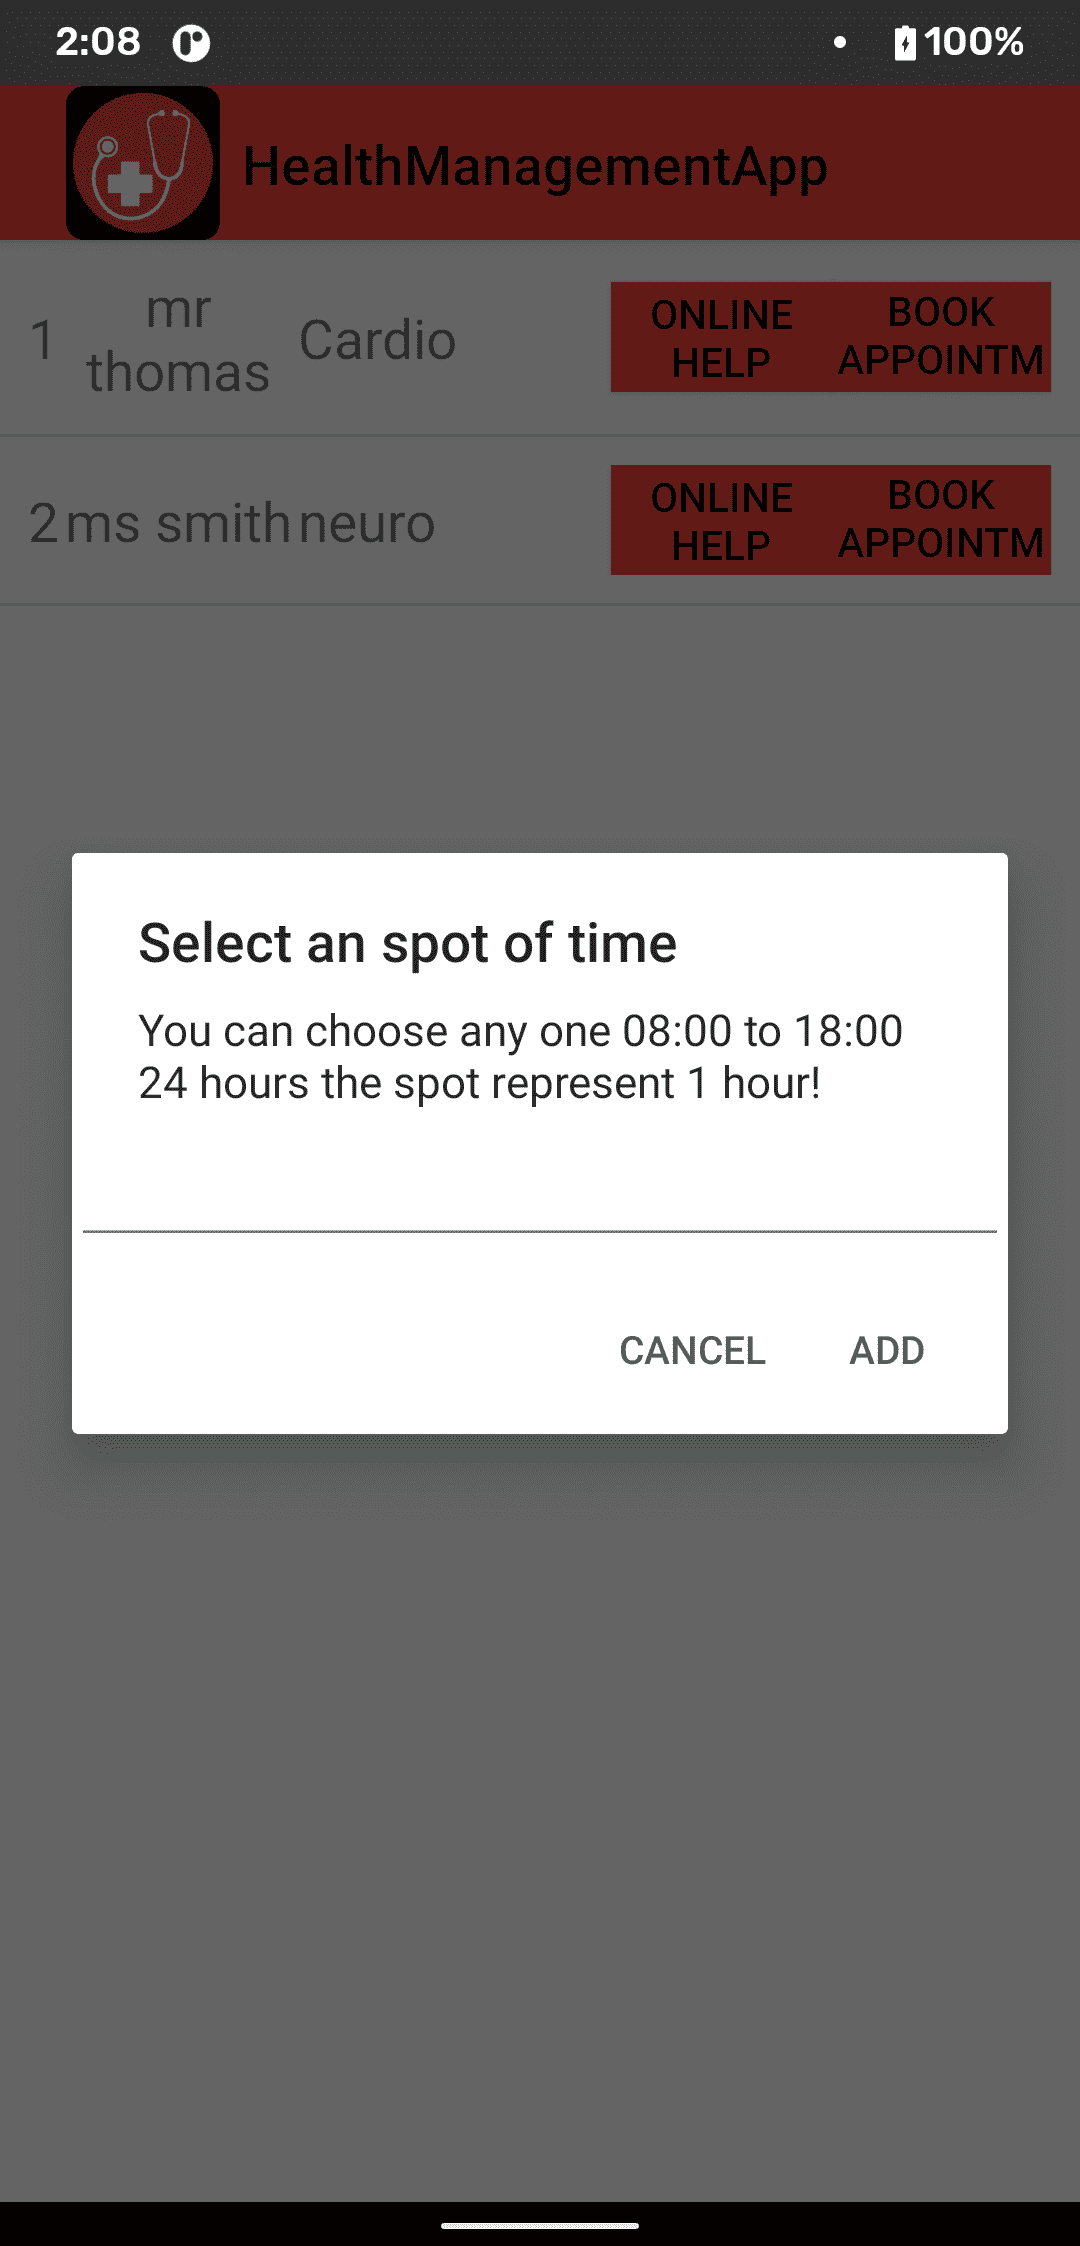 2:08
100%
HealthManagementApp
1
mr
thomas
Cardio
ONLINE
HELP
BOOK
APPOINTM
2
ms smith
neuro
ONLINE
HELP
BOOK
APPOINTM
Select an spot of time
You can choose any one 08:00 to 18:00
24 hours the spot represent 1 hour!
CANCEL
ADD